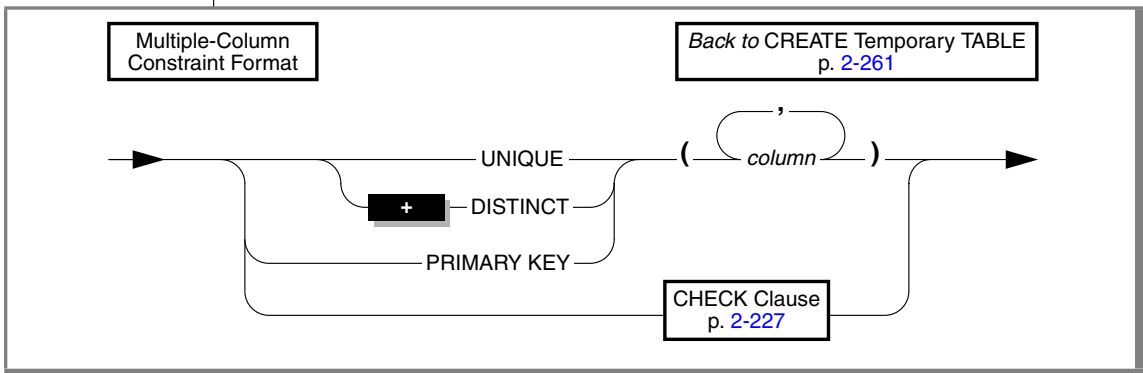 Multiple-Column
Constraint Format
Back to CREATE Temporary TABLE
p. 2-261
,
UNIQUE ( column )
+ DISTINCT
PRIMARY KEY
CHECK Clause
p. 2-227